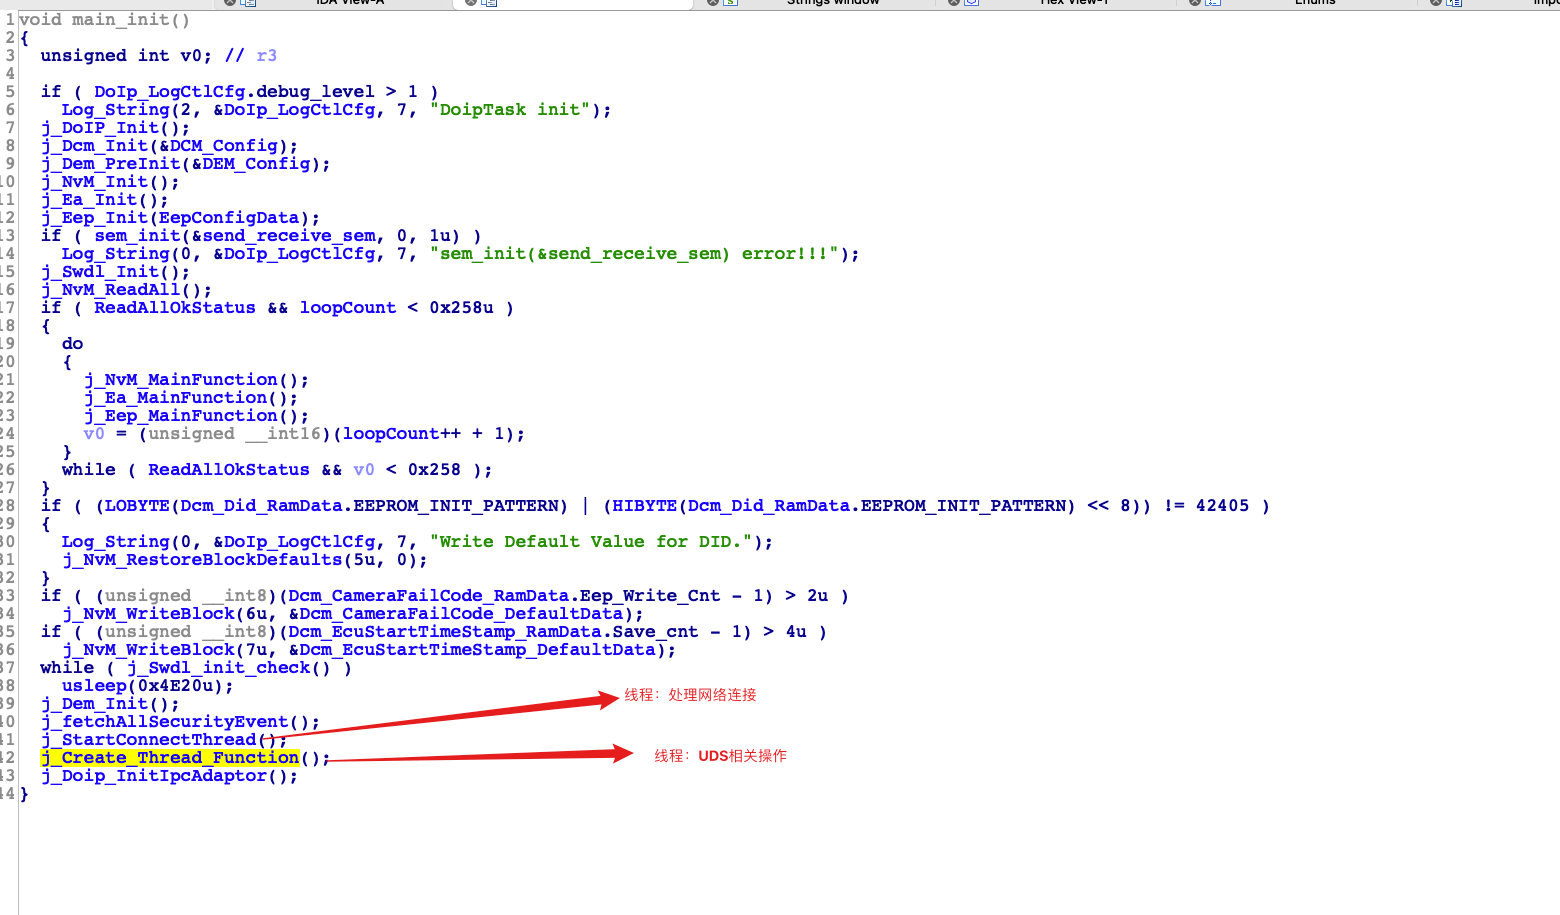 IDA View-A Strings window Hex View-1 Enums
1 void main_init()
2 {
3 unsigned int v0; // r3
4
5 if ( DoIp_LogCtlCfg.debug_level > 1 )
6 Log_String(2, &DoIp_LogCtlCfg, 7, "DoipTask init");
7 j_DoIP_Init();
8 j_Dcm_Init(&DCM_Config);
9 j_Dem_PreInit(&DEM_Config);
10 j_NvM_Init();
11 j_Ea_Init();
12 j_Eep_Init(EepConfigData);
13 if ( sem_init(&send_receive_sem, 0, 1u) )
14 Log_String(0, &DoIp_LogCtlCfg, 7, "sem_init(&send_receive_sem) error!!!");
15 j_Swdl_Init();
16 j_NvM_ReadAll();
17 if ( ReadAllOkStatus && loopCount < 0x258u )
18 {
19 do
20 {
21 j_NvM_MainFunction();
22 j_Ea_MainFunction();
23 j_Eep_MainFunction();
24 v0 = (unsigned __int16)(loopCount++ + 1);
25 }
26 while ( ReadAllOkStatus && v0 < 0x258 );
27 }
28 if ( (LOBYTE(Dcm_Did_RamData.EEPROM_INIT_PATTERN) | (HIBYTE(Dcm_Did_RamData.EEPROM_INIT_PATTERN) << 8)) != 42405 )
29 {
30 Log_String(0, &DoIp_LogCtlCfg, 7, "Write Default Value for DID.");
31 j_NvM_RestoreBlockDefaults(5u, 0);
32 }
33 if ( (unsigned __int8)(Dcm_CameraFailCode_RamData.Eep_Write_Cnt - 1) > 2u )
34 j_NvM_WriteBlock(6u, &Dcm_CameraFailCode_DefaultData);
35 if ( (unsigned __int8)(Dcm_EcuStartTimeStamp_RamData.Save_cnt - 1) > 4u )
36 j_NvM_WriteBlock(7u, &Dcm_EcuStartTimeStamp_DefaultData);
37 while ( j_Swdl_init_check() )
38 usleep(0x4E20u);
39 j_Dem_Init();
线程：处理网络连接
40 j_fetchAllSecurityEvent();
41 j_StartConnectThread();
42 j_Create_Thread_Function();
线程：UDS相关操作
43 j_Doip_InitIpcAdaptor();
44 }